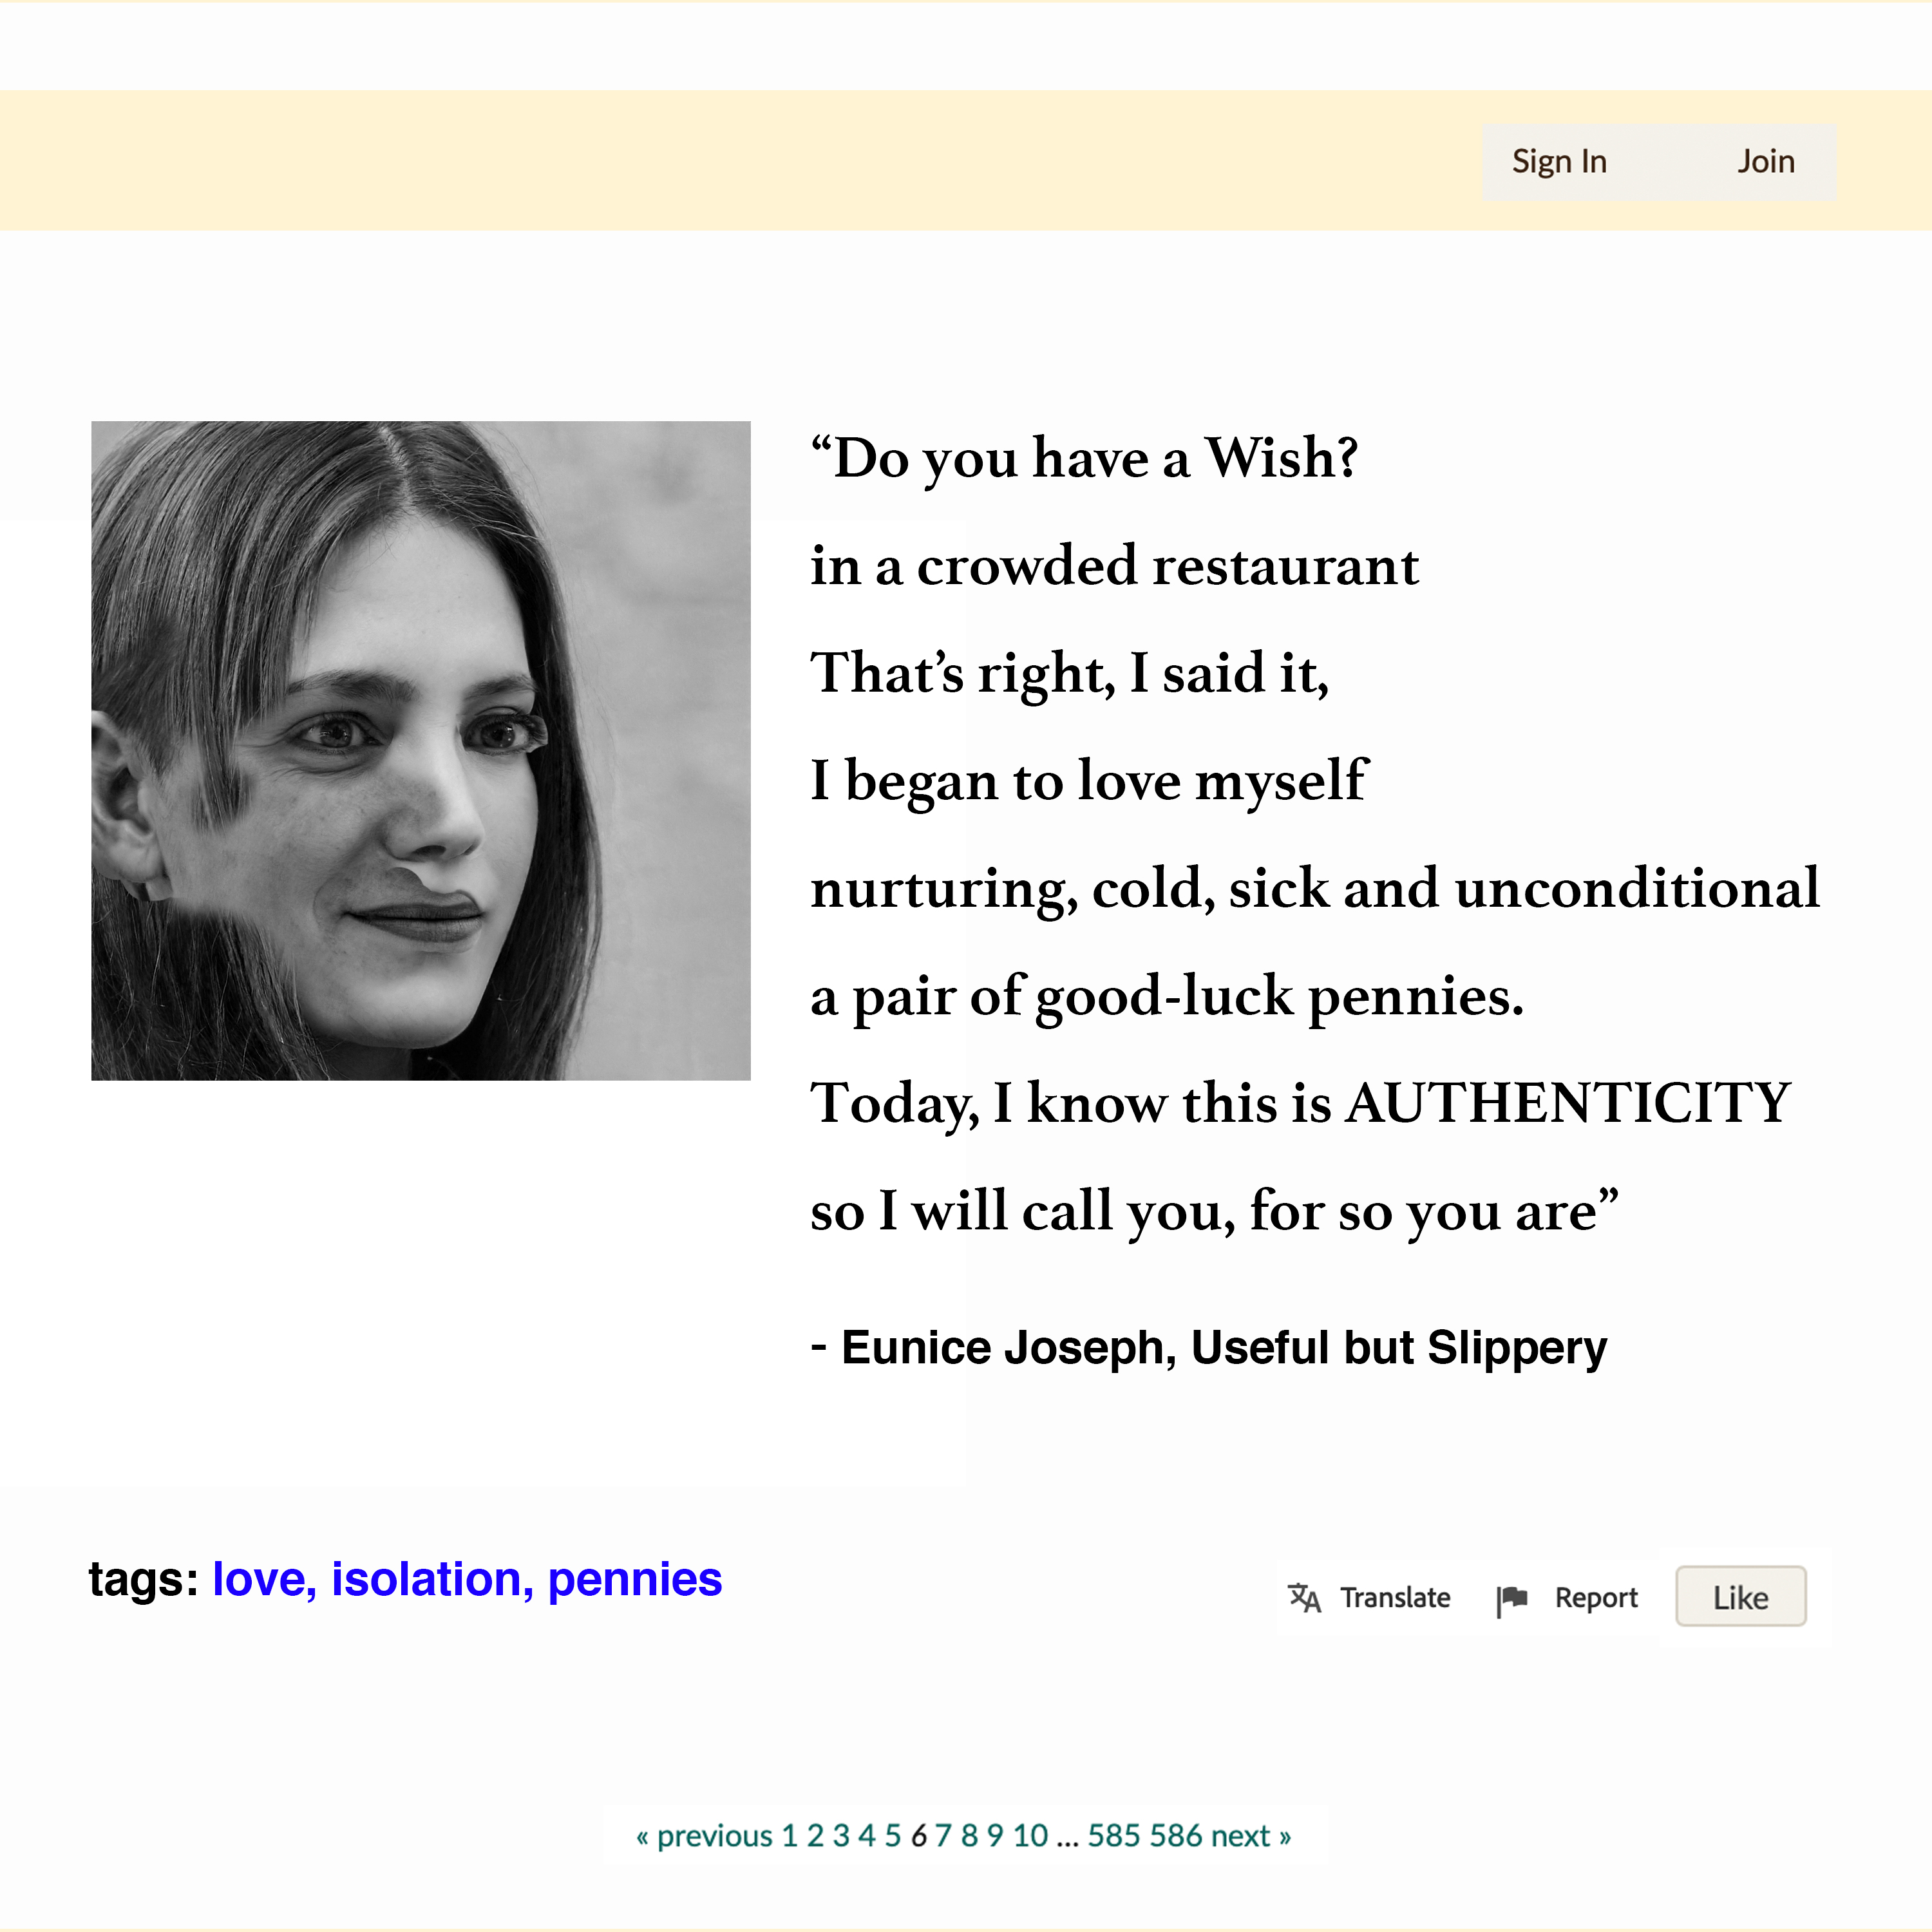 Sign In Join
“Do you have a Wish?
in a crowded restaurant
That’s right, I said it,
I began to love myself
nurturing, cold, sick and unconditional
a pair of good-luck pennies.
Today, I know this is AUTHENTICITY
so I will call you, for so you are”
- Eunice Joseph, Useful but Slippery
tags: love, isolation, pennies
Translate Report Like
« previous 1 2 3 4 5 6 7 8 9 10 … 585 586 next »